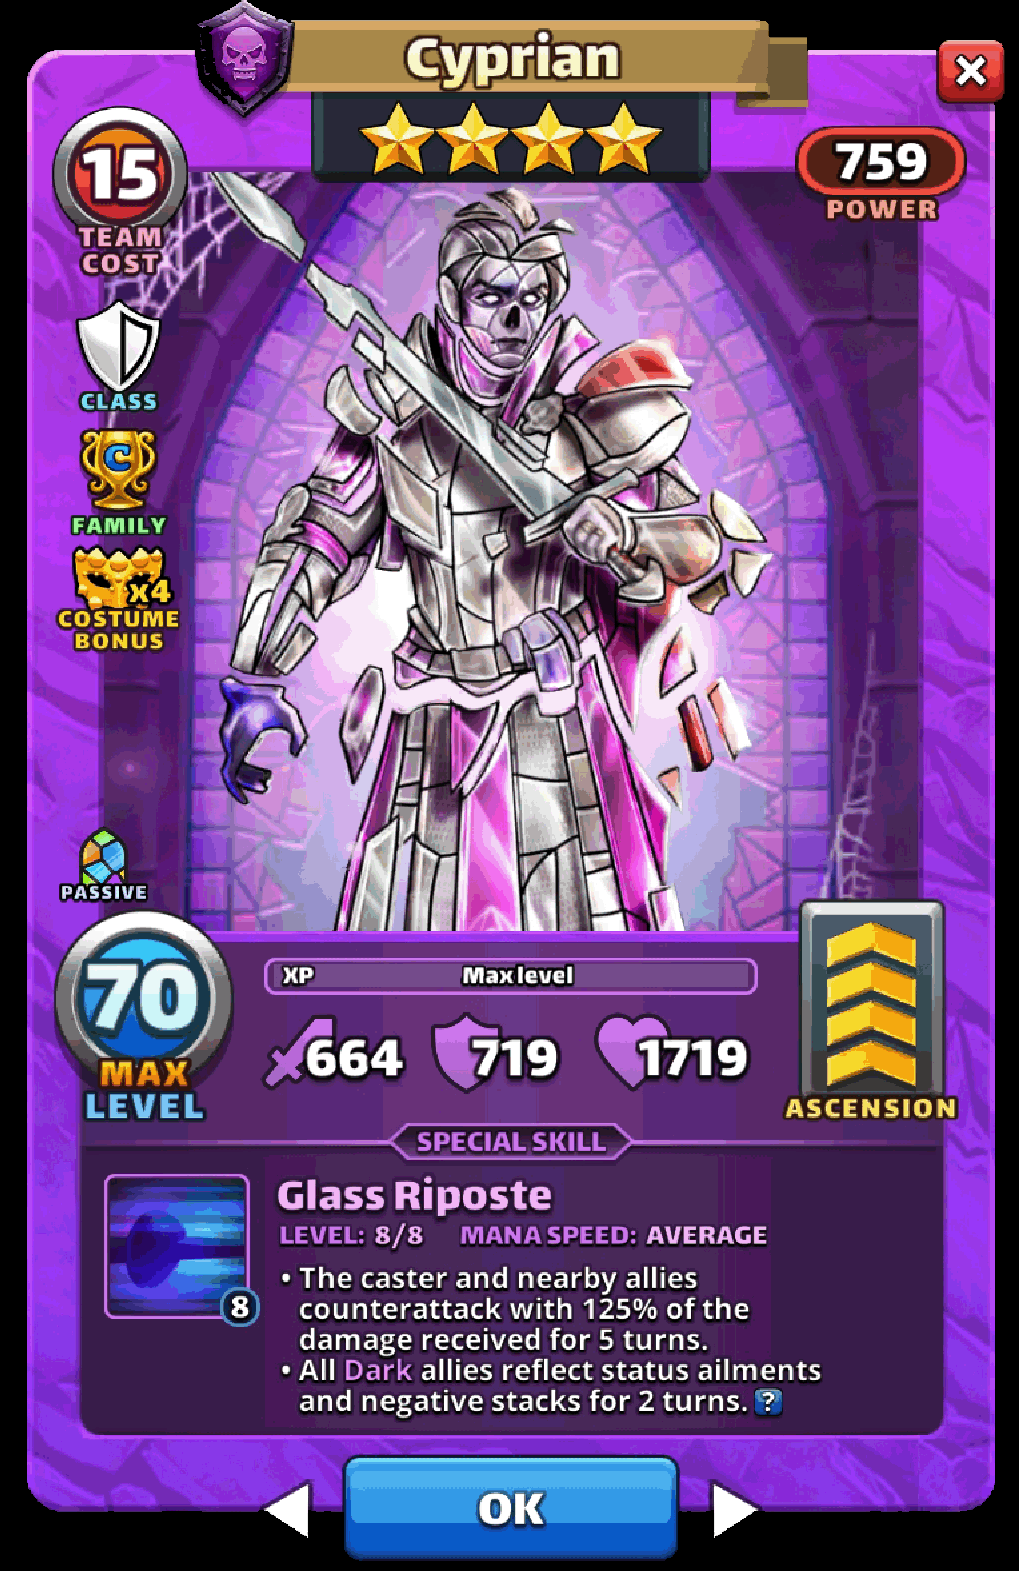 Cyprian
15
TEAM
COST
759
POWER
CLASS
C
FAMILY
x4
COSTUME
BONUS
PASSIVE
70
MAX
LEVEL
XP Max level
664 719 1719
ASCENSION
SPECIAL SKILL
Glass Riposte
LEVEL: 8/8 MANA SPEED: AVERAGE
8
• The caster and nearby allies
counterattack with 125% of the
damage received for 5 turns.
• All Dark allies reflect status ailments
and negative stacks for 2 turns. ?
OK